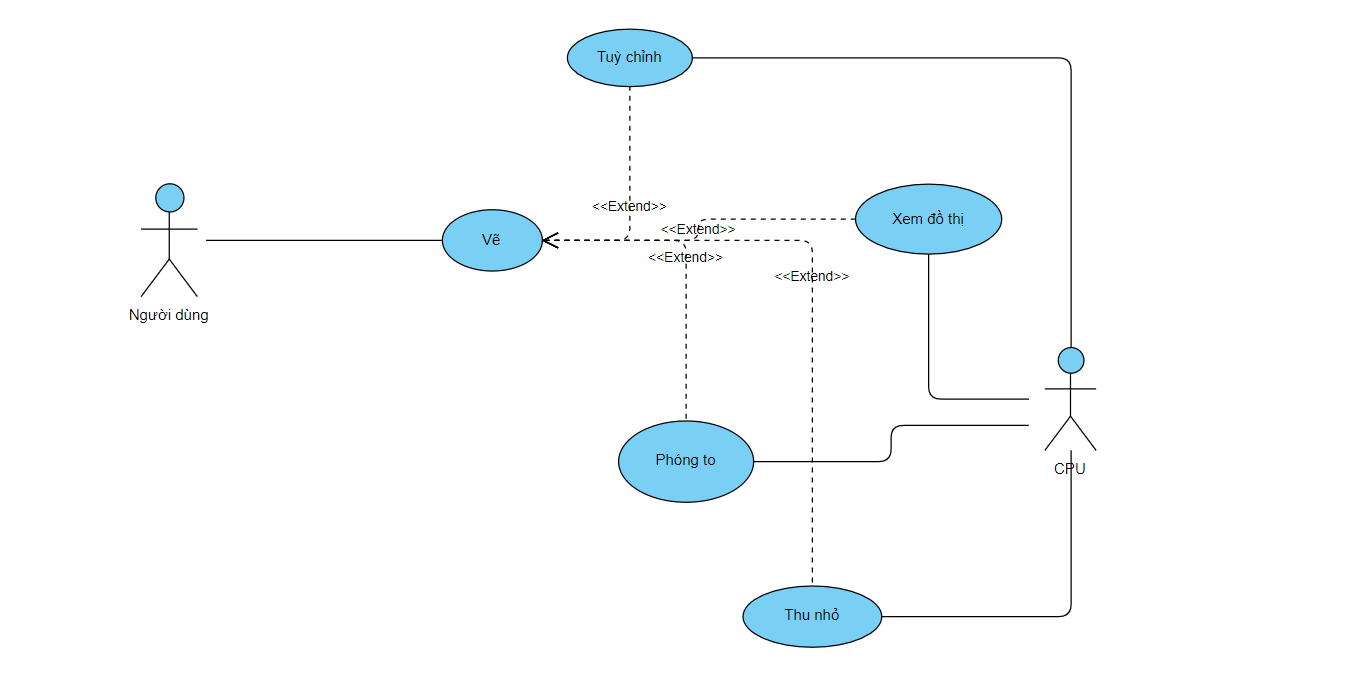 Tuỳ chỉnh
<<Extend>>
Xem đồ thị
<<Extend>>
Vẽ
<<Extend>>
<<Extend>>
Người dùng
Phóng to
CPU
Thu nhỏ